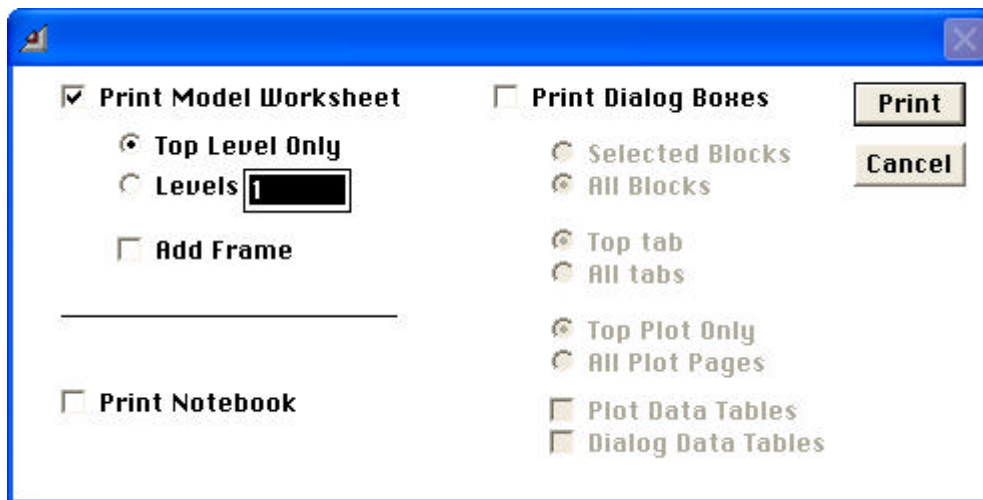 Print Model Worksheet
Top Level Only
Levels 1
Add Frame
Print Notebook
Print Dialog Boxes
Selected Blocks
All Blocks
Top tab
All tabs
Top Plot Only
All Plot Pages
Plot Data Tables
Dialog Data Tables
Print
Cancel